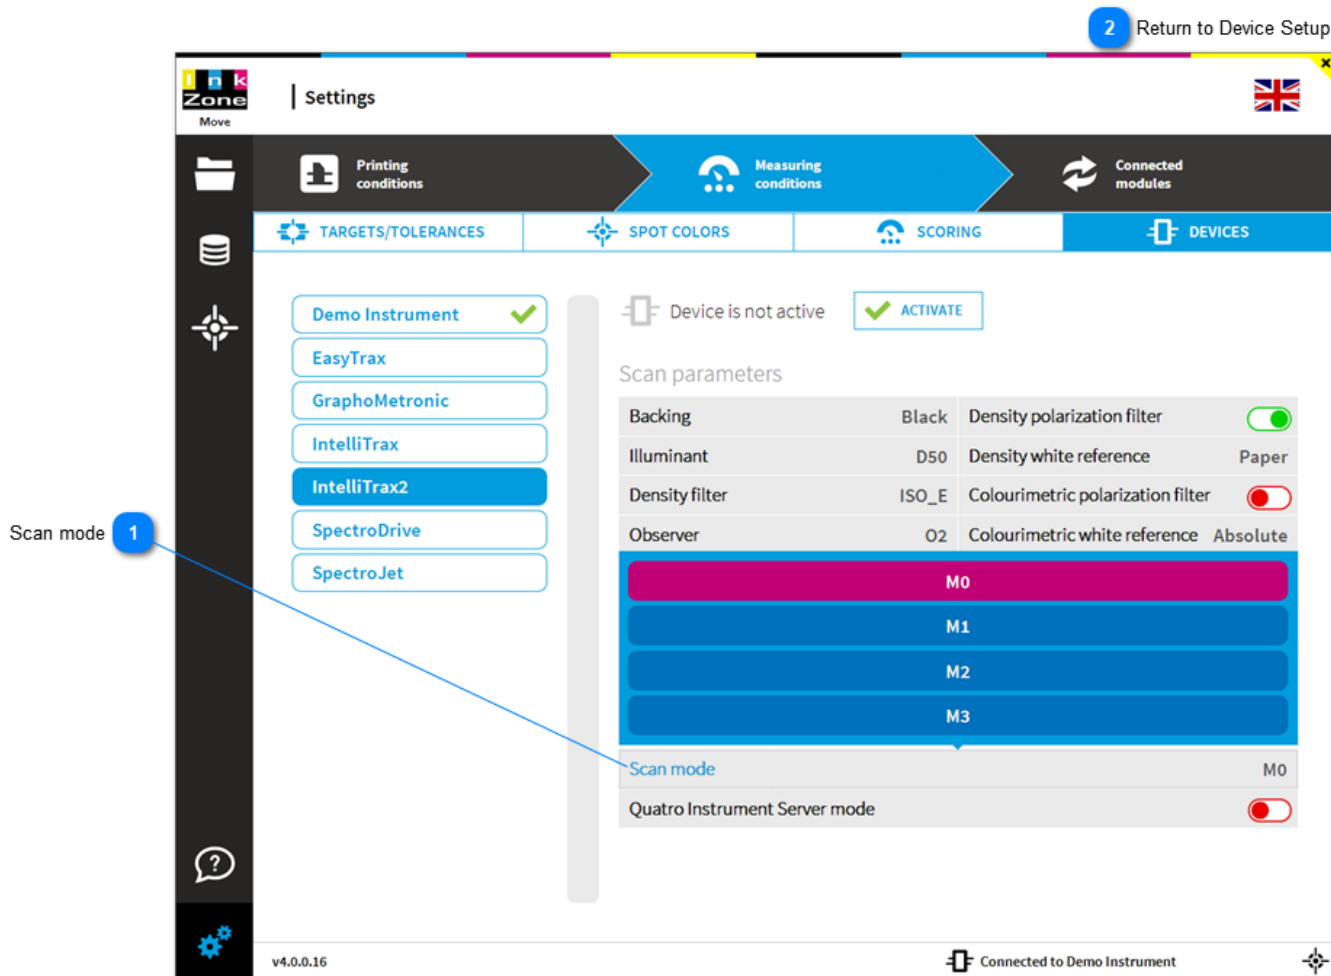 2 Return to Device Setup
x
Ink
Zone
Move
Settings
Printing
conditions
Measuring
conditions
Connected
modules
TARGETS/TOLERANCES
SPOT COLORS
SCORING
DEVICES
Demo Instrument
EasyTrax
GraphoMetronic
IntelliTrax
IntelliTrax2
SpectroDrive
SpectroJet
Device is not active
ACTIVATE
Scan parameters
Backing Black Density polarization filter
Illuminant D50 Density white reference Paper
Density filter ISO_E Colourimetric polarization filter
Observer O2 Colourimetric white reference Absolute
M0
M1
M2
M3
Scan mode 1
Scan mode M0
Quatro Instrument Server mode
?
v4.0.0.16
Connected to Demo Instrument